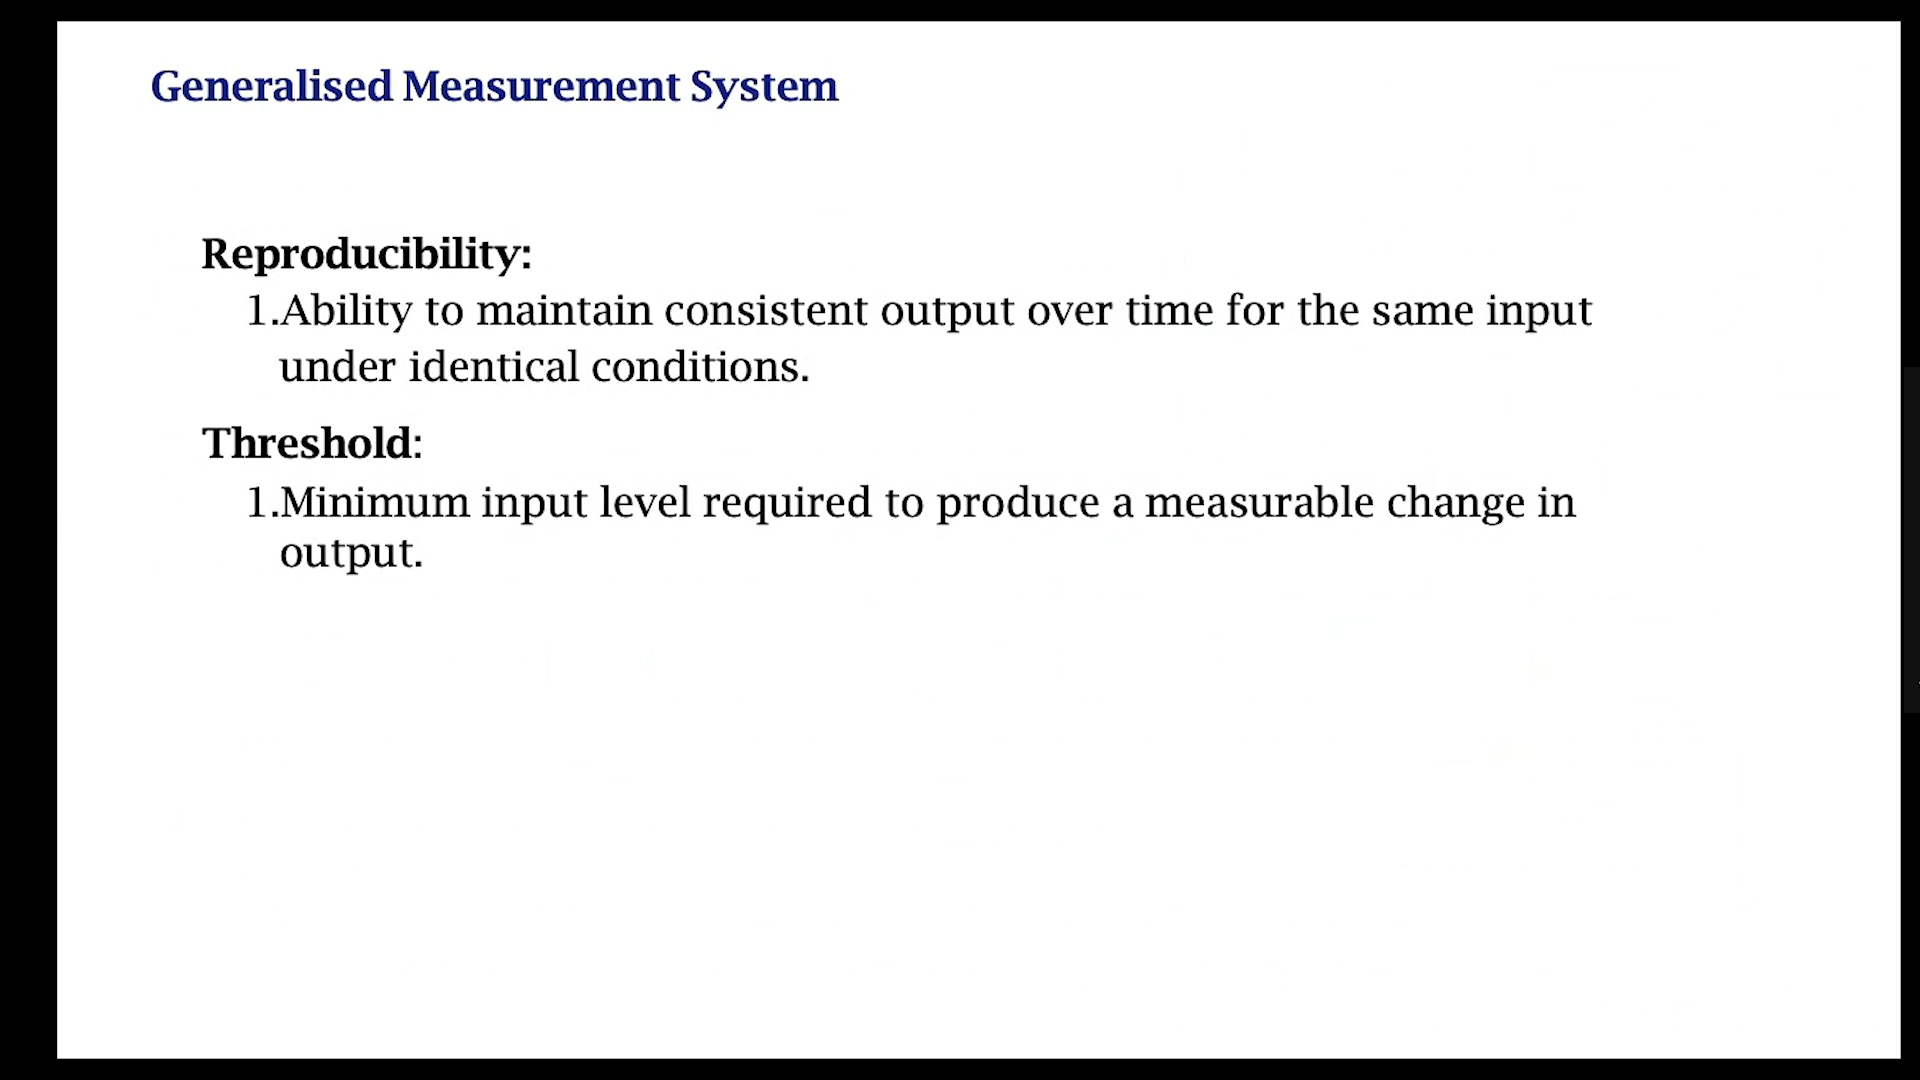 Generalised Measurement System
Reproducibility:
1.Ability to maintain consistent output over time for the same input
under identical conditions.
Threshold:
1.Minimum input level required to produce a measurable change in
output.